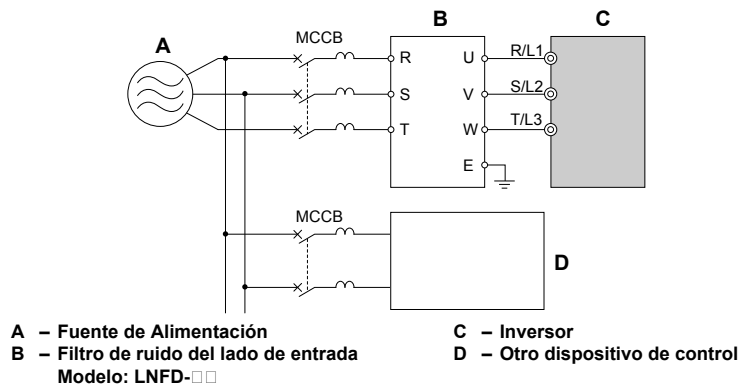 A
MCCB
B
C
R
U
R/L1
S
V
S/L2
T
W
T/L3
E
MCCB
D
A – Fuente de Alimentación
B – Filtro de ruido del lado de entrada
Modelo: LNFD-□□
C – Inversor
D – Otro dispositivo de control